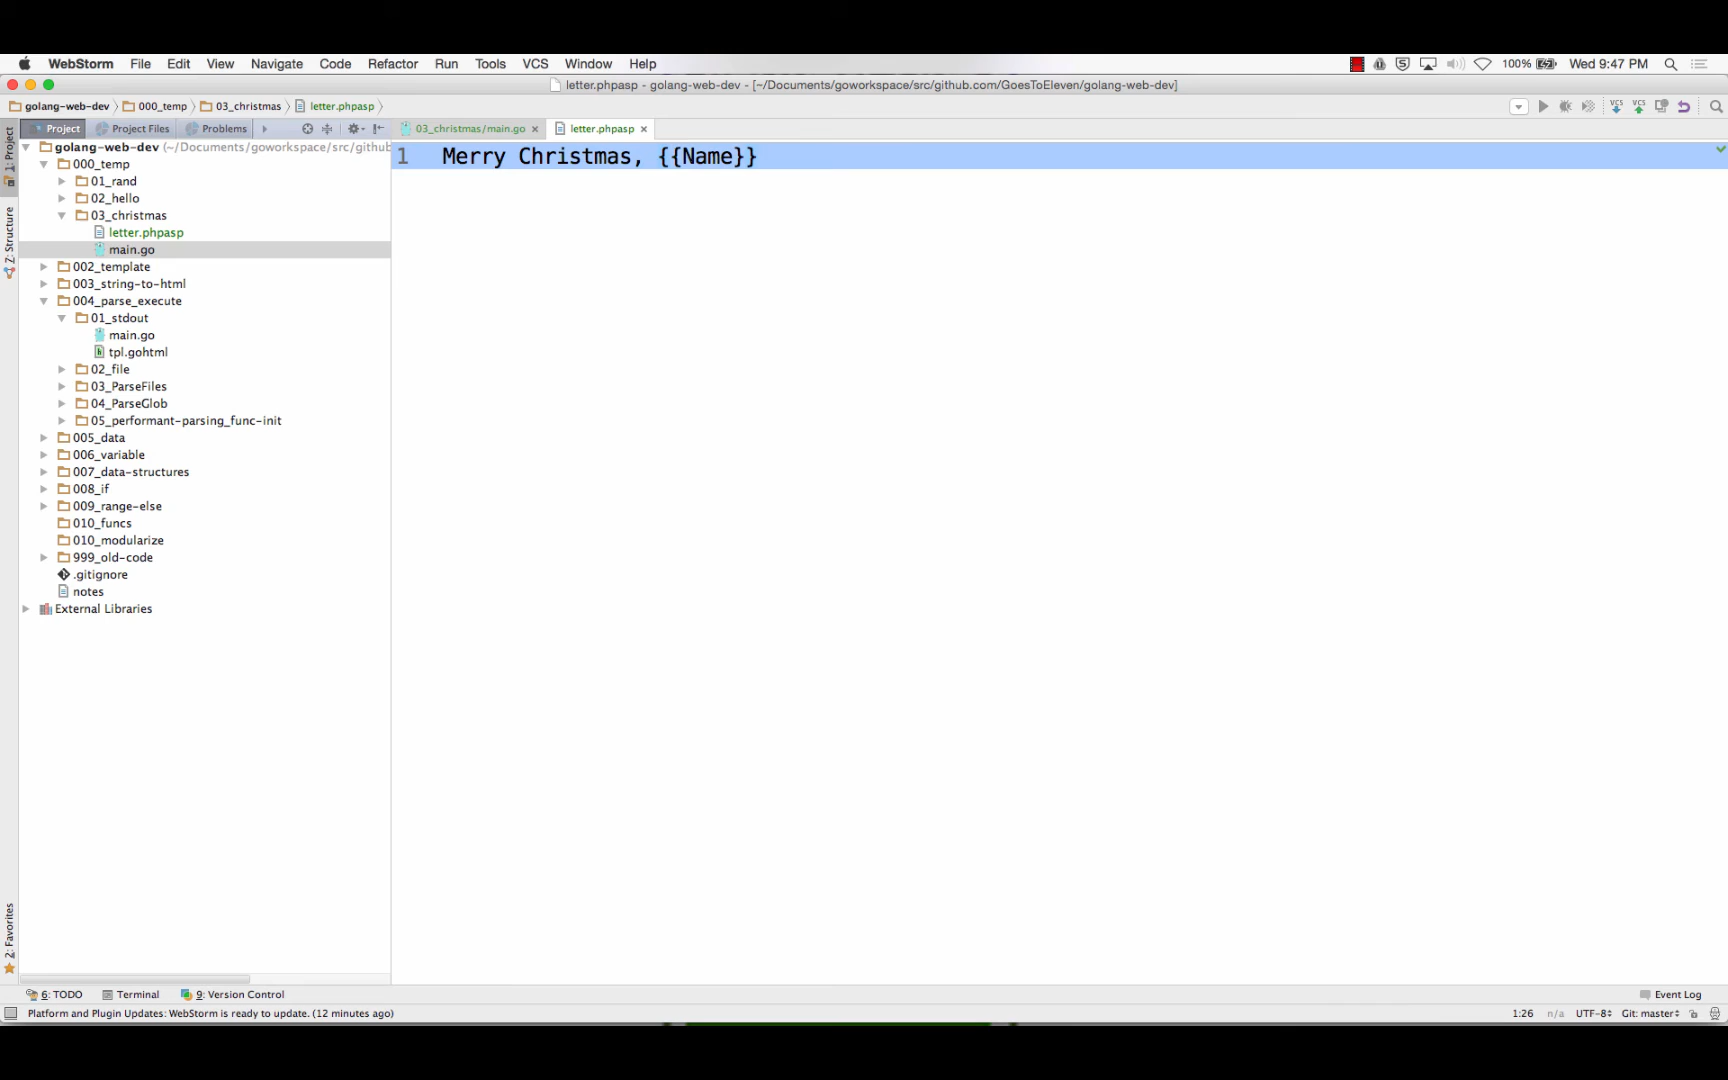 WebStorm File Edit View Navigate Code Refactor Run Tools VCS Window Help 100% Wed 9:47 PM
letter.phpasp - golang-web-dev - [~/Documents/goworkspace/src/github.com/GoesToEleven/golang-web-dev]
golang-web-dev 000_temp 03_christmas letter.phpasp
VCS VCS
Project Project Files Problems 03_christmas/main.go letter.phpasp
1: Project
golang-web-dev (~/Documents/goworkspace/src/github
1 Merry Christmas, {{Name}}
000_temp
01_rand
02_hello
03_christmas
Z: Structure
letter.phpasp
main.go
002_template
003_string-to-html
004_parse_execute
01_stdout
main.go
tpl.gohtml
02_file
03_ParseFiles
04_ParseGlob
05_performant-parsing_func-init
005_data
006_variable
007_data-structures
008_if
009_range-else
010_funcs
010_modularize
999_old-code
.gitignore
notes
External Libraries
2: Favorites
6: TODO Terminal 9: Version Control Event Log
Platform and Plugin Updates: WebStorm is ready to update. (12 minutes ago) 1:26 n/a UTF-8 Git: master